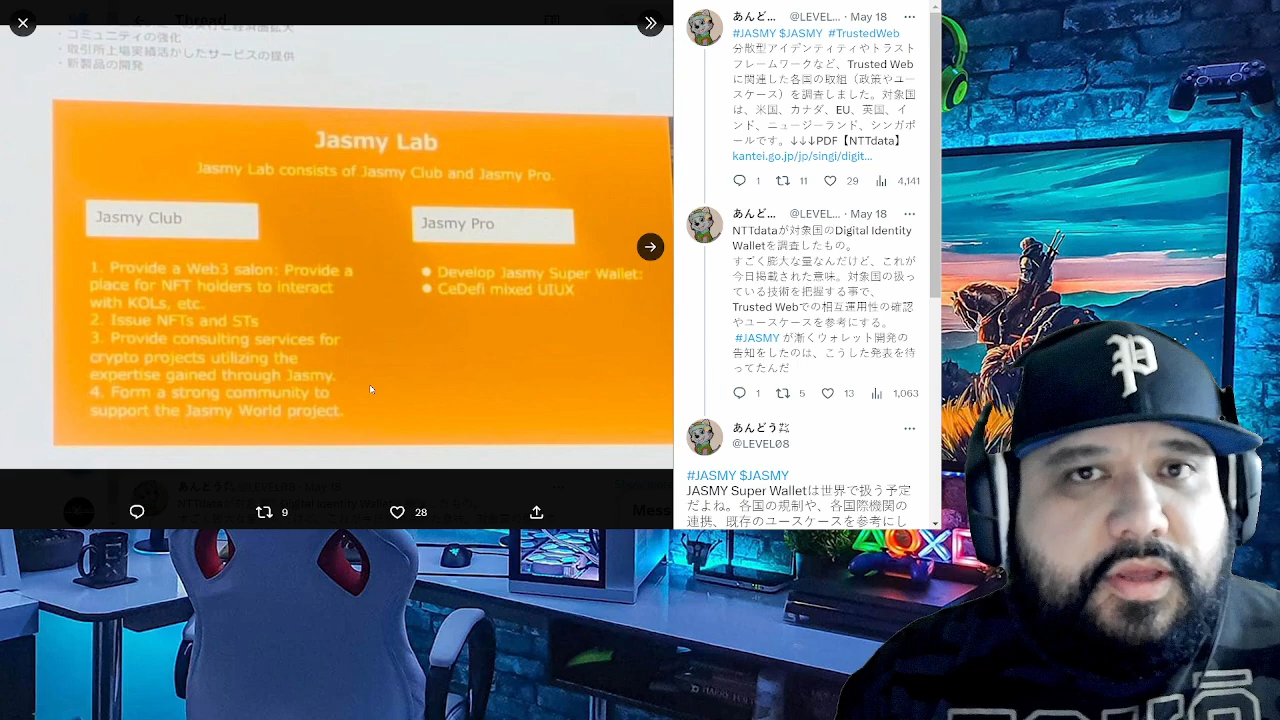 ・コミュニティの強化
・取引所上場実績活かしたサービスの提供
・新製品の開発
Jasmy Lab
Jasmy Lab consists of Jasmy Club and Jasmy Pro.
Jasmy Club
1. Provide a Web3 salon: Provide a
place for NFT holders to interact
with KOLs, etc.
2. Issue NFTs and STs
3. Provide consulting services for
crypto projects utilizing the
expertise gained through Jasmy.
4. Form a strong community to
support the Jasmy World project.
Jasmy Pro
● Develop Jasmy Super Wallet:
● CeDefi mixed UIUX
9
28
あんど... @LEVEL... · May 18
#JASMY $JASMY #TrustedWeb
分散型アイデンティティやトラスト
フレームワークなど、Trusted Web
に関連した各国の取組（政策やユー
スケース）を調査しました。対象国
は、米国、カナダ、EU、英国、イ
ンド、ニュージーランド、シンガポ
ールです。↓↓↓PDF【NTTdata】
kantei.go.jp/jp/singi/digit...
1 11 29 4,141
あんど... @LEVEL... · May 18
NTTdataが対象国のDigital Identity
Walletを調査したもの。
すごく膨大な量なんだけど、これが
今日掲載された意味。対象国の扱っ
ている技術を把握する事で、
Trusted Webでの相互運用性の確認
やユースケースを参考にする。
#JASMY が漸くウォレット開発の
告知をしたのは、こうした発表を待
ってたんだ
1 5 13 1,063
あんどう
@LEVEL08
#JASMY $JASMY
JASMY Super Walletは世界で扱う予定
だよね。各国の規制や、各国際機関の
連携、既存のユースケースを参考にし
P